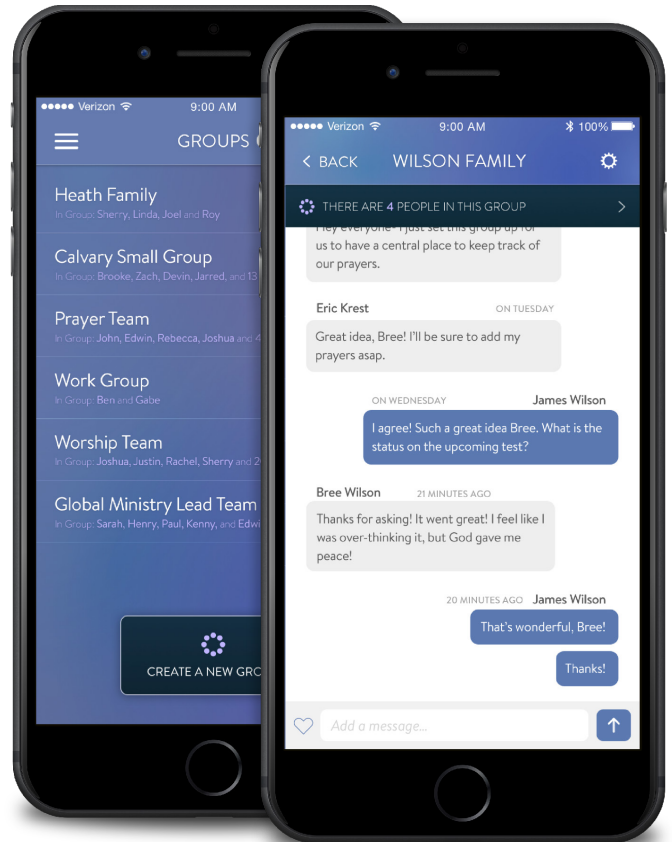 Verizon
9:00 AM
GROUPS
Heath Family
In Group: Sherry, Linda, Joel and Roy
Calvary Small Group
In Group: Brooke, Zach, Devin, Jarred, and 13
Prayer Team
In Group: John, Edwin, Rebecca, Joshua and 4
Work Group
In Group: Ben and Gabe
Worship Team
In Group: Joshua, Justin, Rachel, Sherry and 2
Global Ministry Lead Team
In Group: Sarah, Henry, Paul, Kenny, and Edwi
CREATE A NEW GRO
Verizon
9:00 AM
100%
< BACK
WILSON FAMILY
THERE ARE 4 PEOPLE IN THIS GROUP
Hey everyone- I just set this group up for
us to have a central place to keep track of
our prayers.
Eric Krest
ON TUESDAY
Great idea, Bree! I'll be sure to add my
prayers asap.
ON WEDNESDAY
James Wilson
I agree! Such a great idea Bree. What is the
status on the upcoming test?
Bree Wilson
21 MINUTES AGO
Thanks for asking! It went great! I feel like I
was over-thinking it, but God gave me
peace!
20 MINUTES AGO
James Wilson
That's wonderful, Bree!
Thanks!
Add a message...